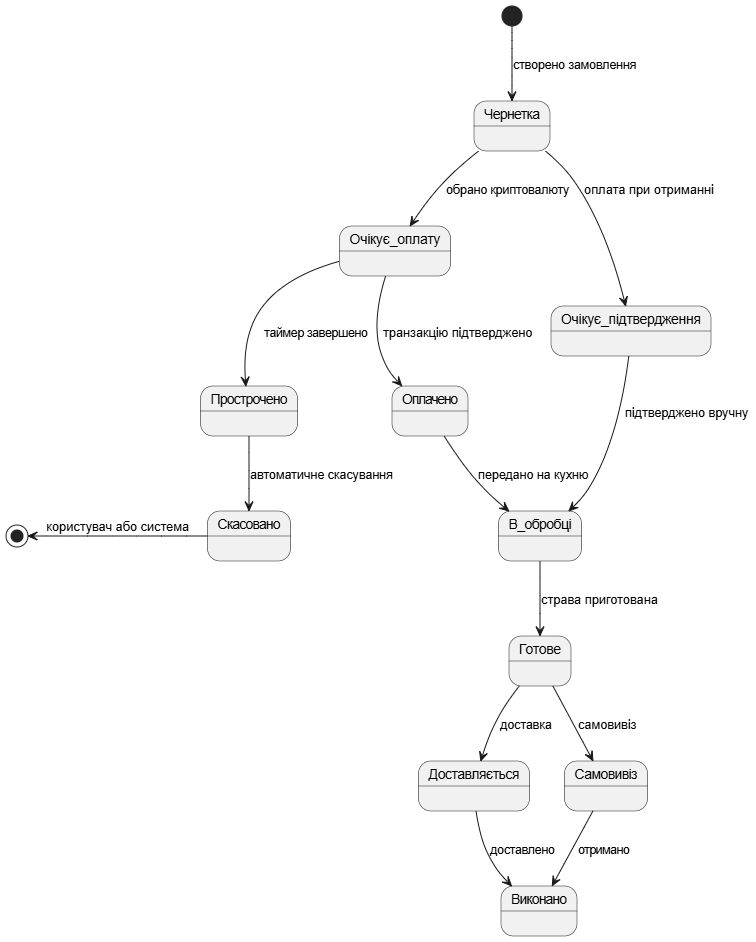 створено замовлення
Чернетка
обрано криптовалюту
оплата при отриманні
Очікує_оплату
Очікує_підтвердження
таймер завершено
транзакцію підтверджено
Прострочено
Оплачено
підтверджено вручну
автоматичне скасування
передано на кухню
користувач або система
Скасовано
В_обробці
страва приготована
Готове
доставка
самовивіз
Доставляється
Самовивіз
доставлено
отримано
Виконано